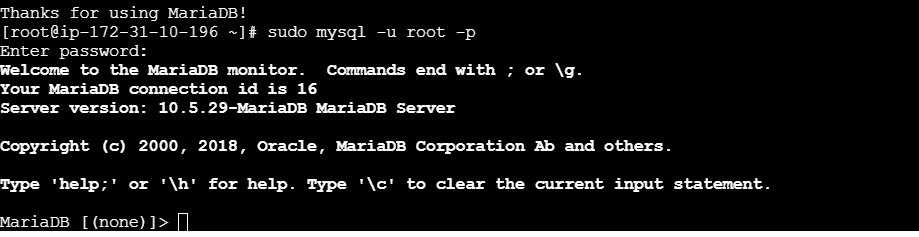 Thanks for using MariaDB!
[root@ip-172-31-10-196 ~]# sudo mysql -u root -p
Enter password:
Welcome to the MariaDB monitor.  Commands end with ; or \g.
Your MariaDB connection id is 16
Server version: 10.5.29-MariaDB MariaDB Server
Copyright (c) 2000, 2018, Oracle, MariaDB Corporation Ab and others.
Type 'help;' or '\h' for help. Type '\c' to clear the current input statement.
MariaDB [(none)]>